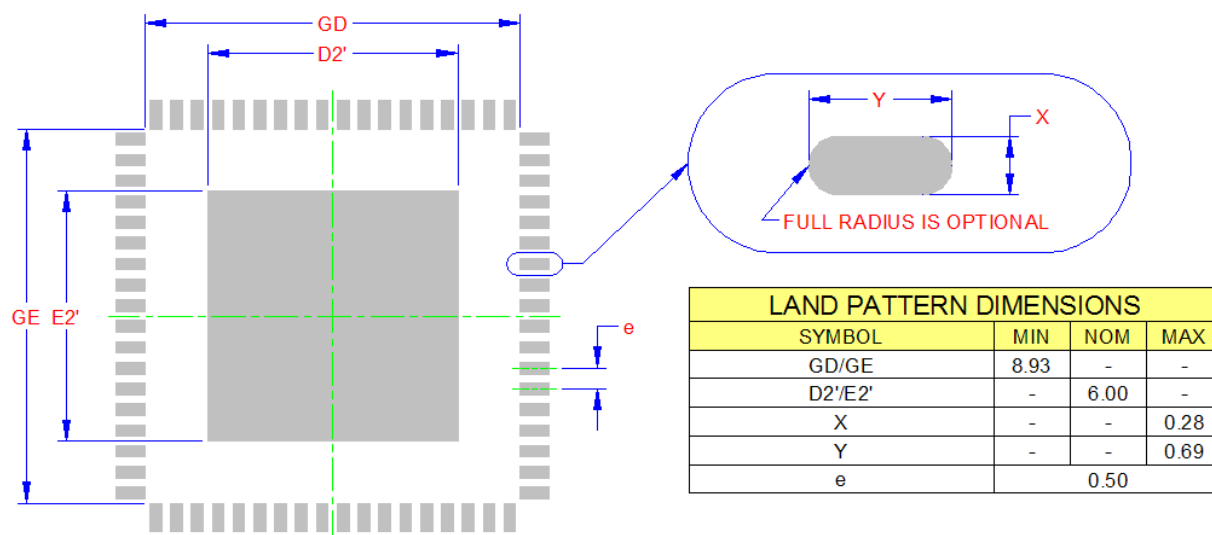 GD
D2'
GE E2'
e
Y
X
FULL RADIUS IS OPTIONAL
LAND PATTERN DIMENSIONS
SYMBOL MIN NOM MAX
GD/GE 8.93 - -
D2'/E2' - 6.00 -
X - - 0.28
Y - - 0.69
e 0.50